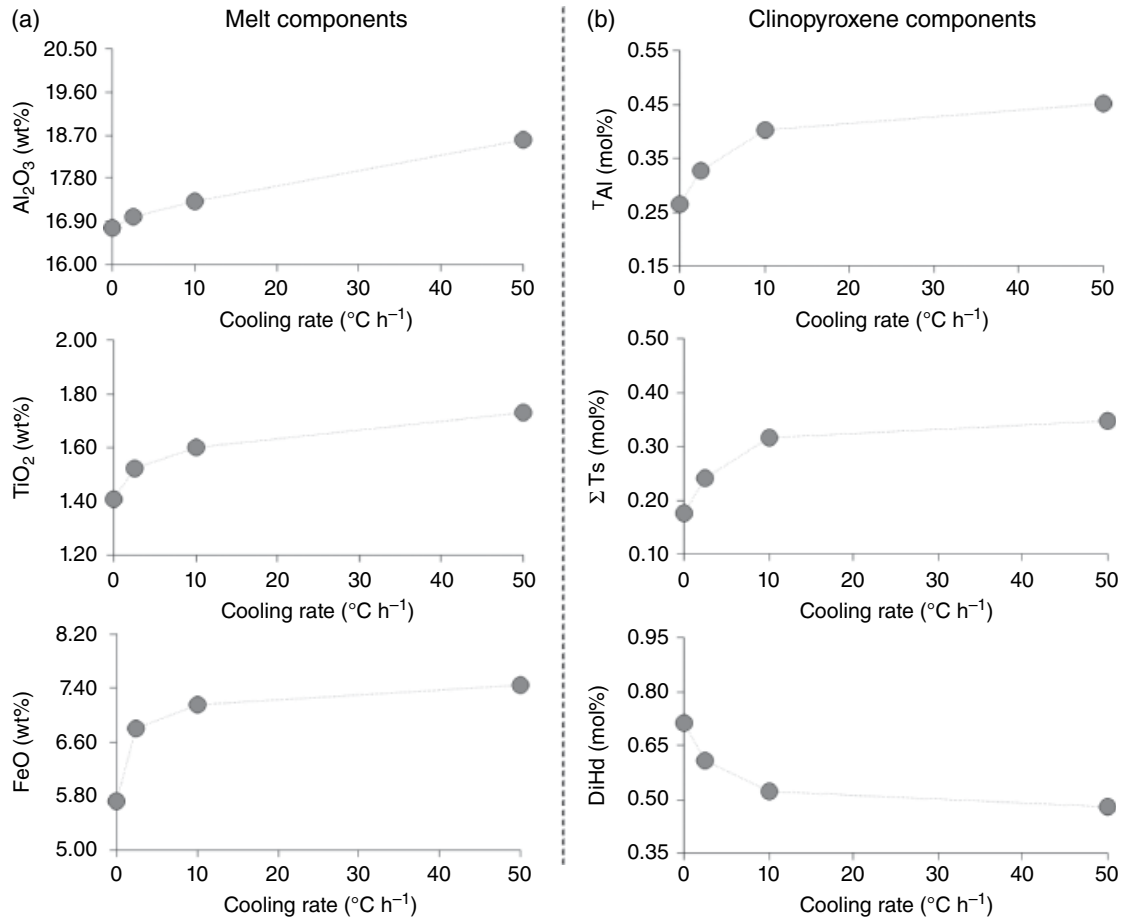 (a) Melt components
20.50
19.60
18.70
17.80
16.90
16.00
Al₂O₃ (wt%)
0 10 20 30 40 50
Cooling rate (°C h⁻¹)
2.00
1.80
1.60
1.40
1.20
TiO₂ (wt%)
0 10 20 30 40 50
Cooling rate (°C h⁻¹)
8.20
7.40
6.60
5.80
5.00
FeO (wt%)
0 10 20 30 40 50
Cooling rate (°C h⁻¹)
(b) Clinopyroxene components
0.55
0.45
0.35
0.25
0.15
ᵀAl (mol%)
0 10 20 30 40 50
Cooling rate (°C h⁻¹)
0.50
0.40
0.30
0.20
0.10
Σ Ts (mol%)
0 10 20 30 40 50
Cooling rate (°C h⁻¹)
0.95
0.80
0.65
0.50
0.35
DiHd (mol%)
0 10 20 30 40 50
Cooling rate (°C h⁻¹)